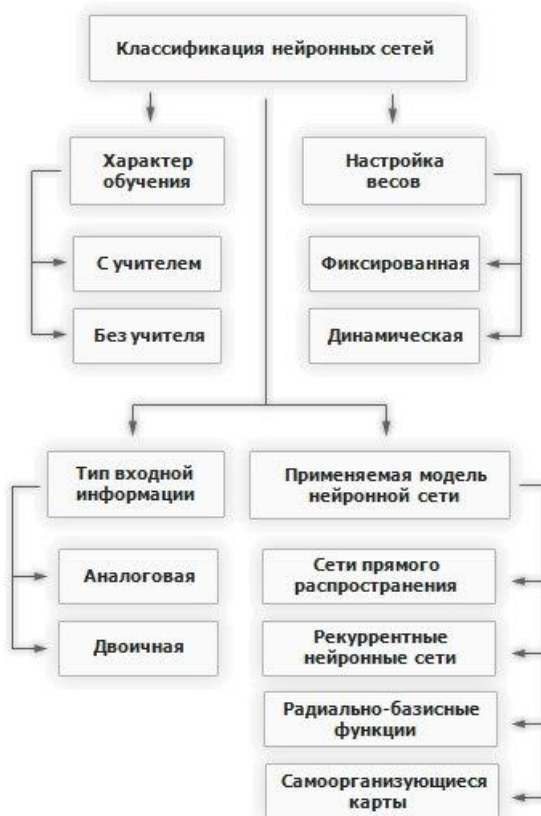 Классификация нейронных сетей
Характер
обучения
С учителем
Без учителя
Настройка
весов
Фиксированная
Динамическая
Тип входной
информации
Аналоговая
Двоичная
Применяемая модель
нейронной сети
Сети прямого
распространения
Рекуррентные
нейронные сети
Радиально-базисные
функции
Самоорганизующиеся
карты